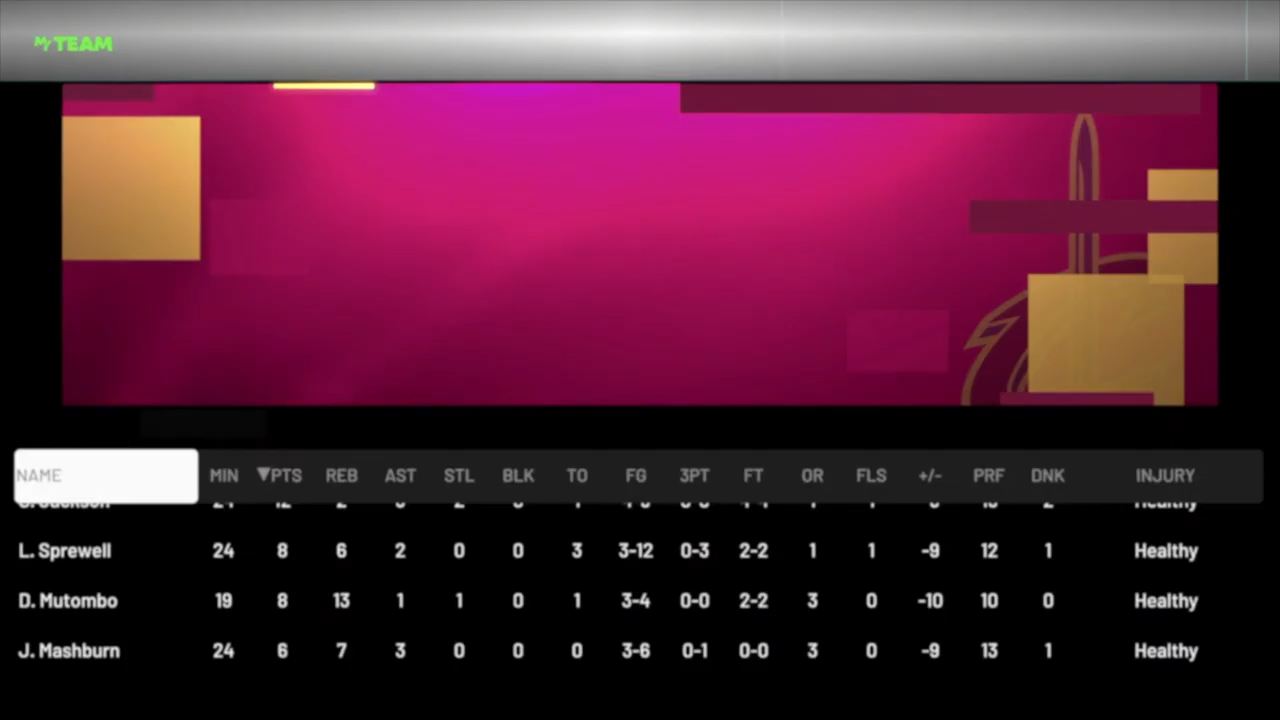 My TEAM
NAME MIN ▼PTS REB AST STL BLK TO FG 3PT FT OR FLS +/- PRF DNK INJURY
L. Sprewell 24 8 6 2 0 0 3 3-12 0-3 2-2 1 1 -9 12 1 Healthy
D. Mutombo 19 8 13 1 1 0 1 3-4 0-0 2-2 3 0 -10 10 0 Healthy
J. Mashburn 24 6 7 3 0 0 0 3-6 0-1 0-0 3 0 -9 13 1 Healthy